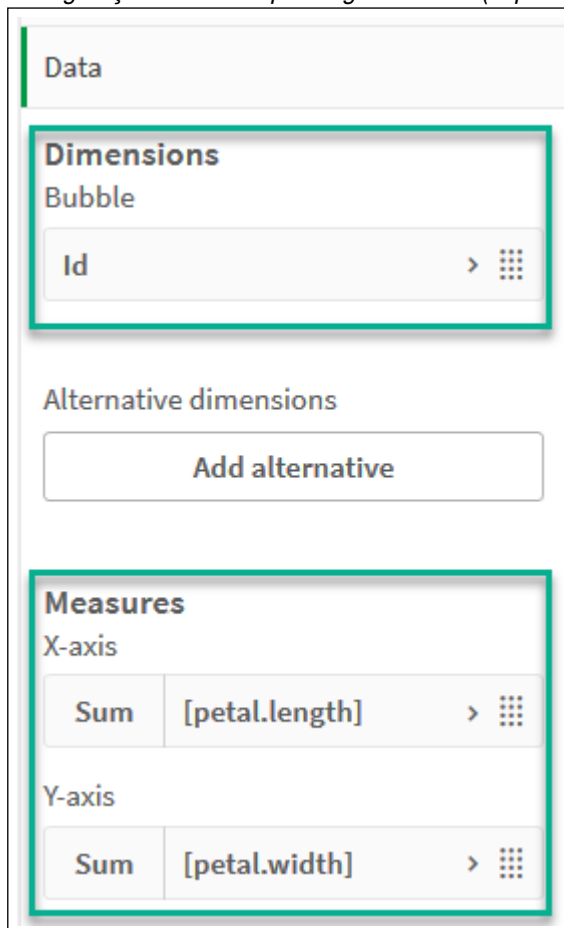 Data
Dimensions
Bubble
Id
Alternative dimensions
Add alternative
Measures
X-axis
Sum [petal.length]
Y-axis
Sum [petal.width]